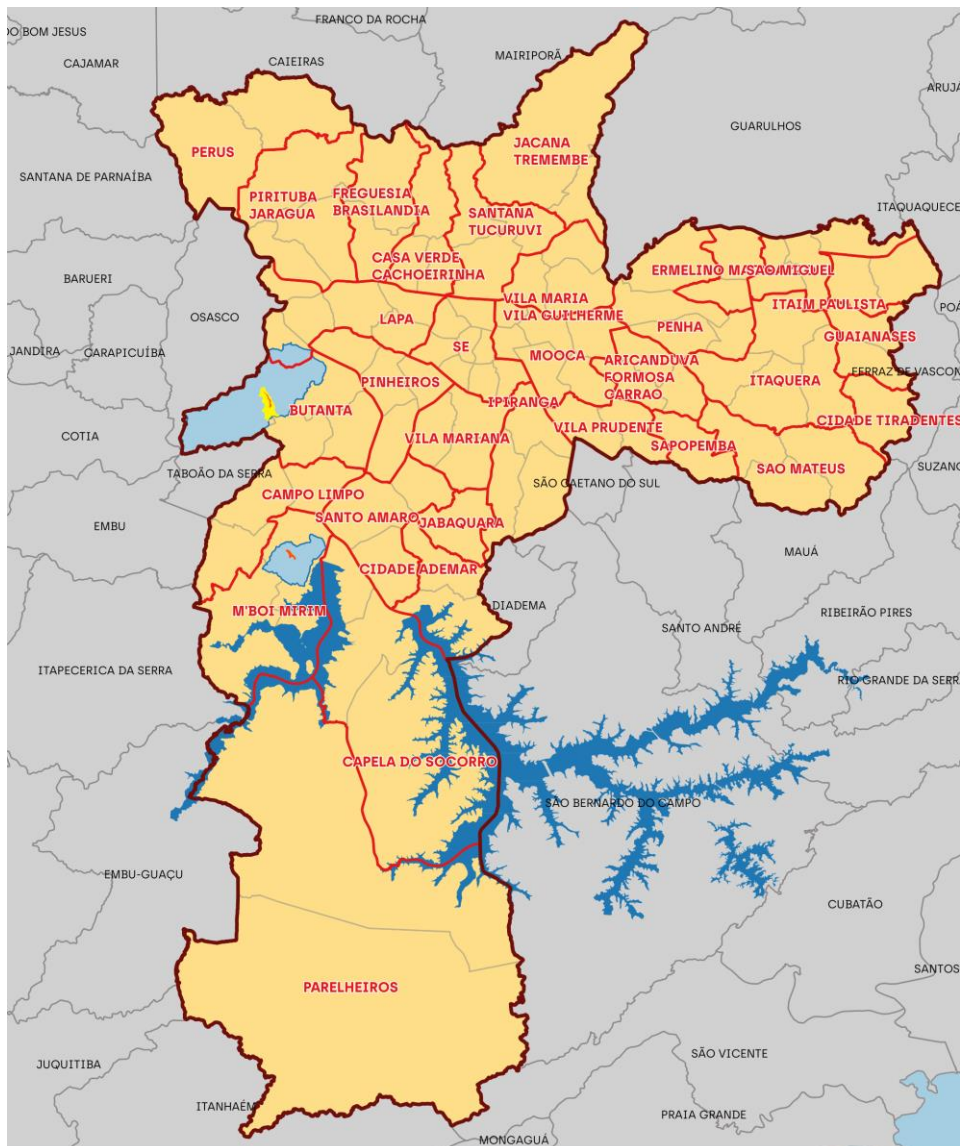 FRANCO DA ROCHA
DO BOM JESUS
MAIRIPORÃ
CAJAMAR
CAIEIRAS
ARUJÁ
GUARULHOS
JACANA
TREMEMBE
PERUS
SANTANA DE PARNAÍBA
PIRITUBA
JARAGUA
FREGUESIA
BRASILANDIA
SANTANA
TUCURUVI
ITAQUAQUECE
CASA VERDE
CACHOEIRINHA
ERMELINO MA
SAO MIGUEL
BARUERI
VILA MARIA
VILA GUILHERME
ITAIM PAULISTA
POÁ
OSASCO
LAPA
PENHA
GUAIANASES
JANDIRA
CARAPICUÍBA
SE
MOOCA
ARICANDUVA
FORMOSA
CARRAO
FERRAZ DE VASCON
PINHEIROS
ITAQUERA
BUTANTA
IPIRANGA
VILA PRUDENTE
CIDADE TIRADENTES
COTIA
VILA MARIANA
SAPOPEMBA
TABOÃO DA SERRA
SAO MATEUS
SUZANO
CAMPO LIMPO
SÃO CAETANO DO SUL
SANTO AMARO
JABAQUARA
EMBU
MAUÁ
CIDADE ADEMAR
M'BOI MIRIM
DIADEMA
RIBEIRÃO PIRES
SANTO ANDRÉ
ITAPECERICA DA SERRA
RIO GRANDE DA SERRA
CAPELA DO SOCORRO
SÃO BERNARDO DO CAMPO
EMBU-GUAÇU
CUBATÃO
SANTOS
PARELHEIROS
SÃO VICENTE
JUQUITIBA
ITANHAÉM
PRAIA GRANDE
MONGAGUÁ